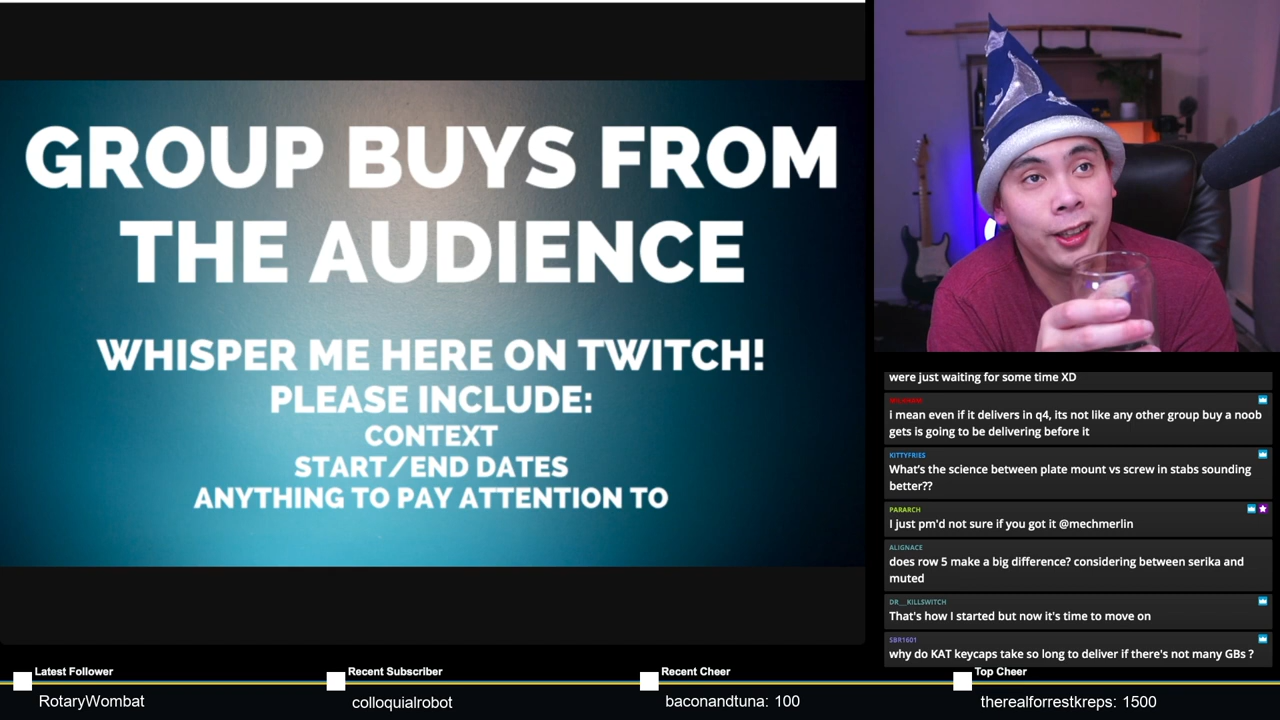 GROUP BUYS FROM
THE AUDIENCE
WHISPER ME HERE ON TWITCH!
PLEASE INCLUDE:
CONTEXT
START/END DATES
ANYTHING TO PAY ATTENTION TO
were just waiting for some time XD
i mean even if it delivers in q4, its not like any other group buy a noob
gets is going to be delivering before it
KITTYFRIES
What's the science between plate mount vs screw in stabs sounding
better??
PARARCH
I just pm'd not sure if you got it @mechmerlin
ALIGNACE
does row 5 make a big difference? considering between serika and
muted
DR__KILLSWITCH
That's how I started but now it's time to move on
SBR1601
why do KAT keycaps take so long to deliver if there's not many GBs ?
Latest Follower
RotaryWombat
Recent Subscriber
colloquialrobot
Recent Cheer
baconandtuna: 100
Top Cheer
therealforrestkreps: 1500